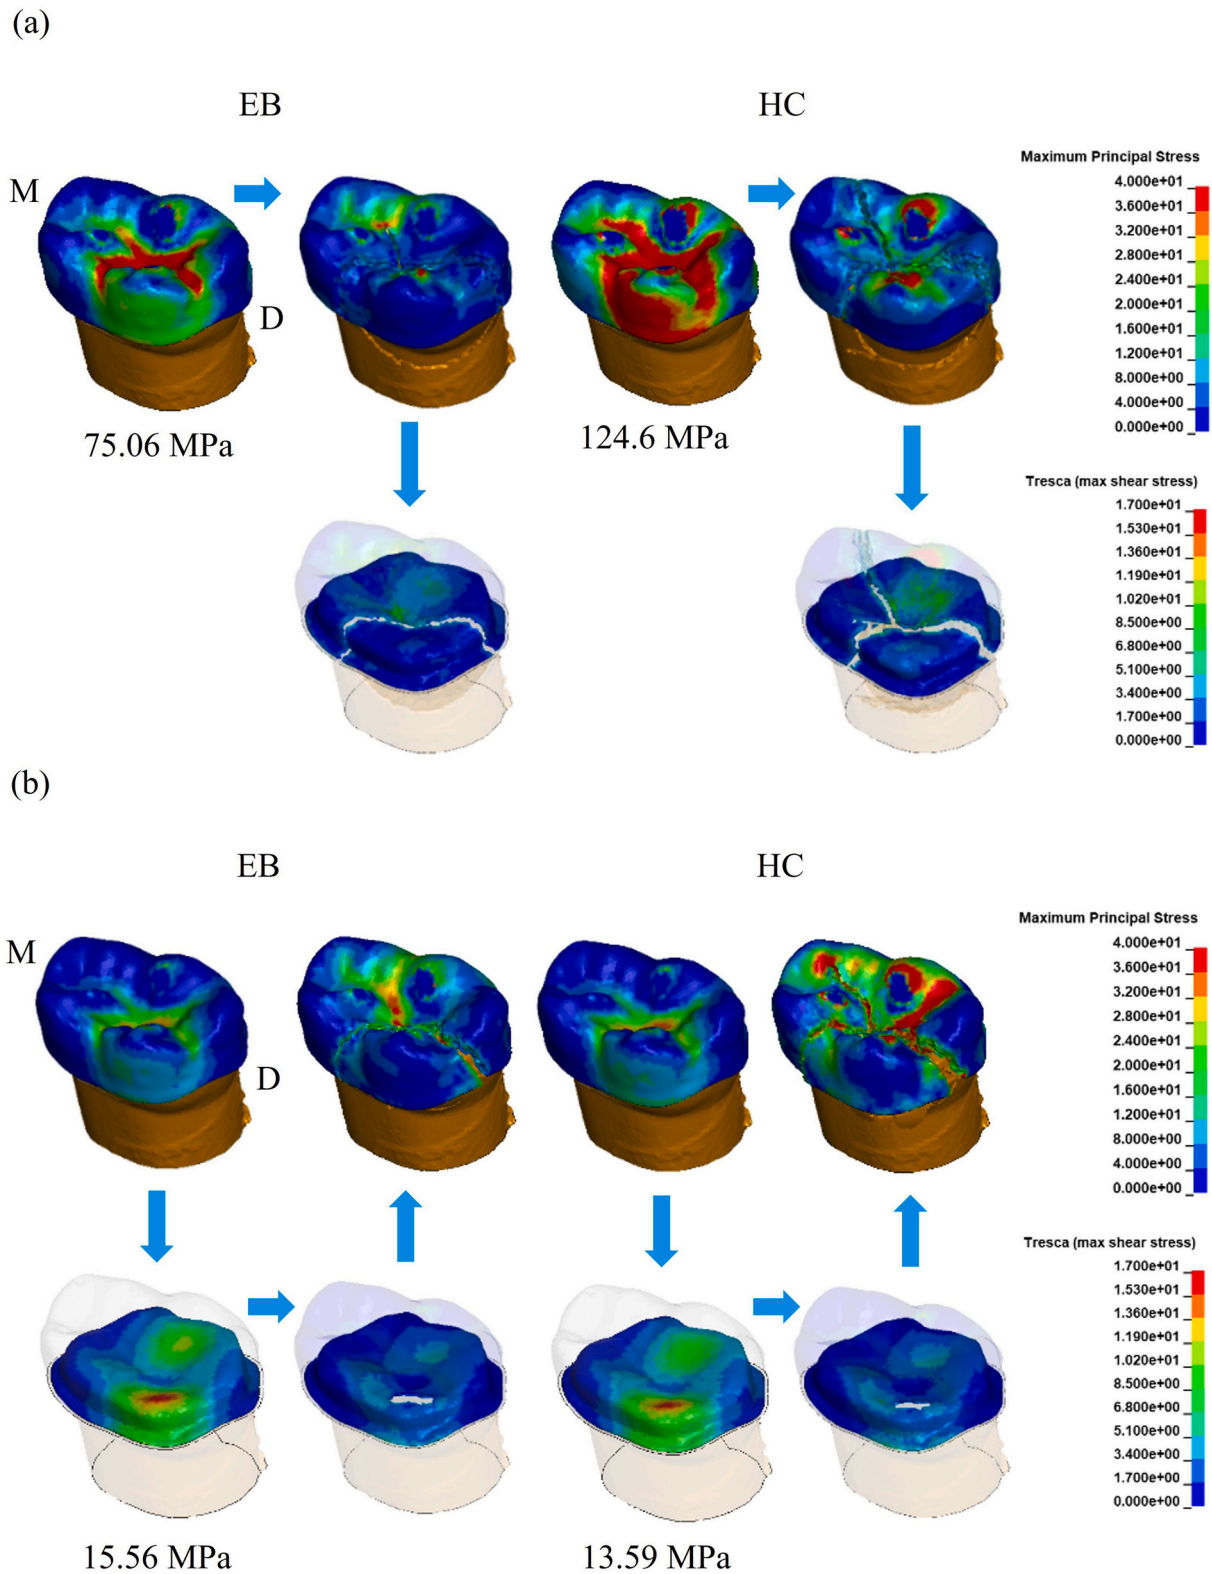 (a)
EB
HC
M
D
75.06 MPa
124.6 MPa
Maximum Principal Stress
4.000e+01
3.600e+01
3.200e+01
2.800e+01
2.400e+01
2.000e+01
1.600e+01
1.200e+01
8.000e+00
4.000e+00
0.000e+00
Tresca (max shear stress)
1.700e+01
1.530e+01
1.360e+01
1.190e+01
1.020e+01
8.500e+00
6.800e+00
5.100e+00
3.400e+00
1.700e+00
0.000e+00
(b)
EB
HC
M
D
Maximum Principal Stress
4.000e+01
3.600e+01
3.200e+01
2.800e+01
2.400e+01
2.000e+01
1.600e+01
1.200e+01
8.000e+00
4.000e+00
0.000e+00
Tresca (max shear stress)
1.700e+01
1.530e+01
1.360e+01
1.190e+01
1.020e+01
8.500e+00
6.800e+00
5.100e+00
3.400e+00
1.700e+00
0.000e+00
15.56 MPa
13.59 MPa